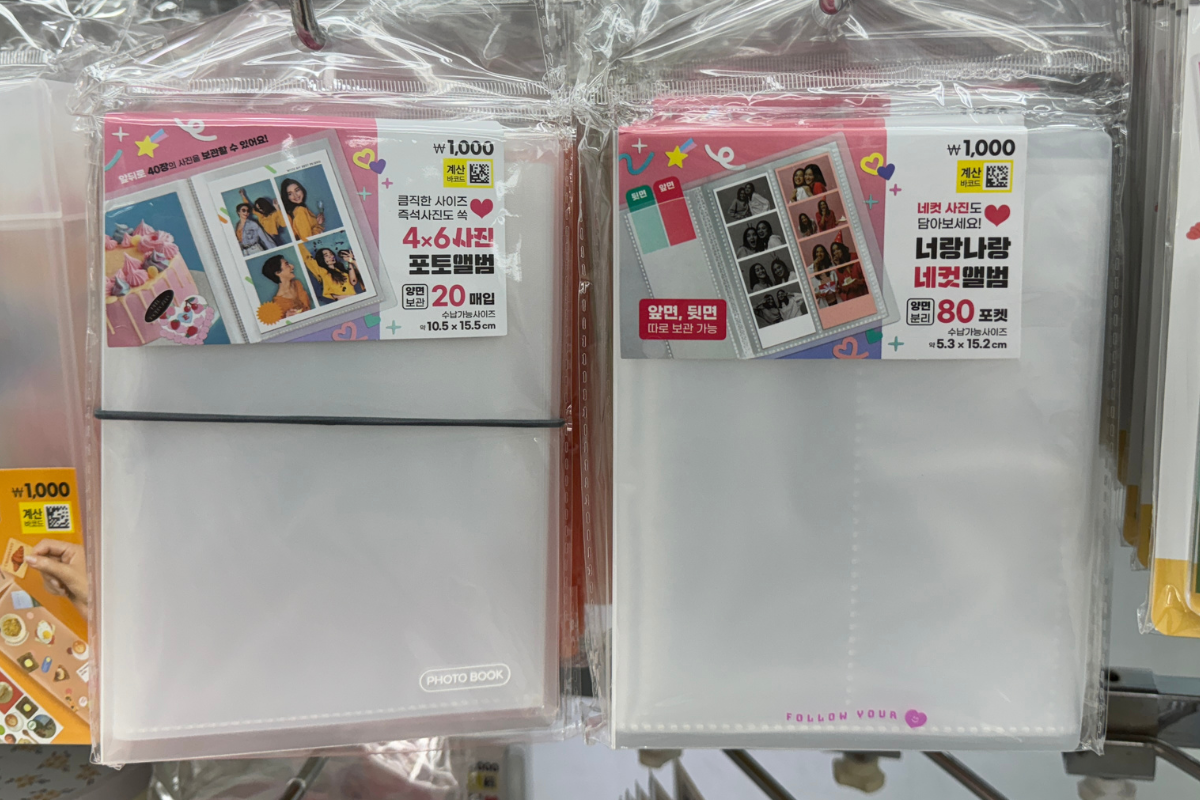 앞뒤로 40장의 사진을 보관할 수 있어요!
₩1,000
계산
바코드
큼직한 사이즈
즉석사진도 쏙
4×6사진
포토앨범
양면
보관
20 매입
수납가능사이즈
약 10.5 × 15.5cm
PHOTO BOOK
뒷면
앞면
앞면, 뒷면
따로 보관 가능
₩1,000
계산
바코드
네컷 사진도
담아보세요!
너랑나랑
네컷앨범
양면
분리
80 포켓
수납가능사이즈
약 5.3 × 15.2cm
FOLLOW YOUR
₩1,000
계산
바코드